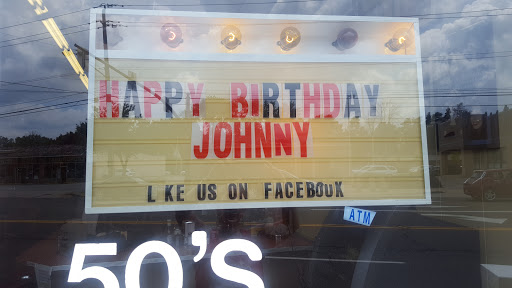 HAPPY BIRTHDAY
JOHNNY
L KE US ON FACEBOOK
ATM
50'S